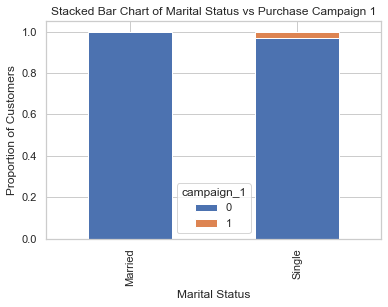 Stacked Bar Chart of Marital Status vs Purchase Campaign 1
Proportion of Customers
1.0
0.8
0.6
0.4
0.2
0.0
campaign_1
0
1
Married
Single
Marital Status